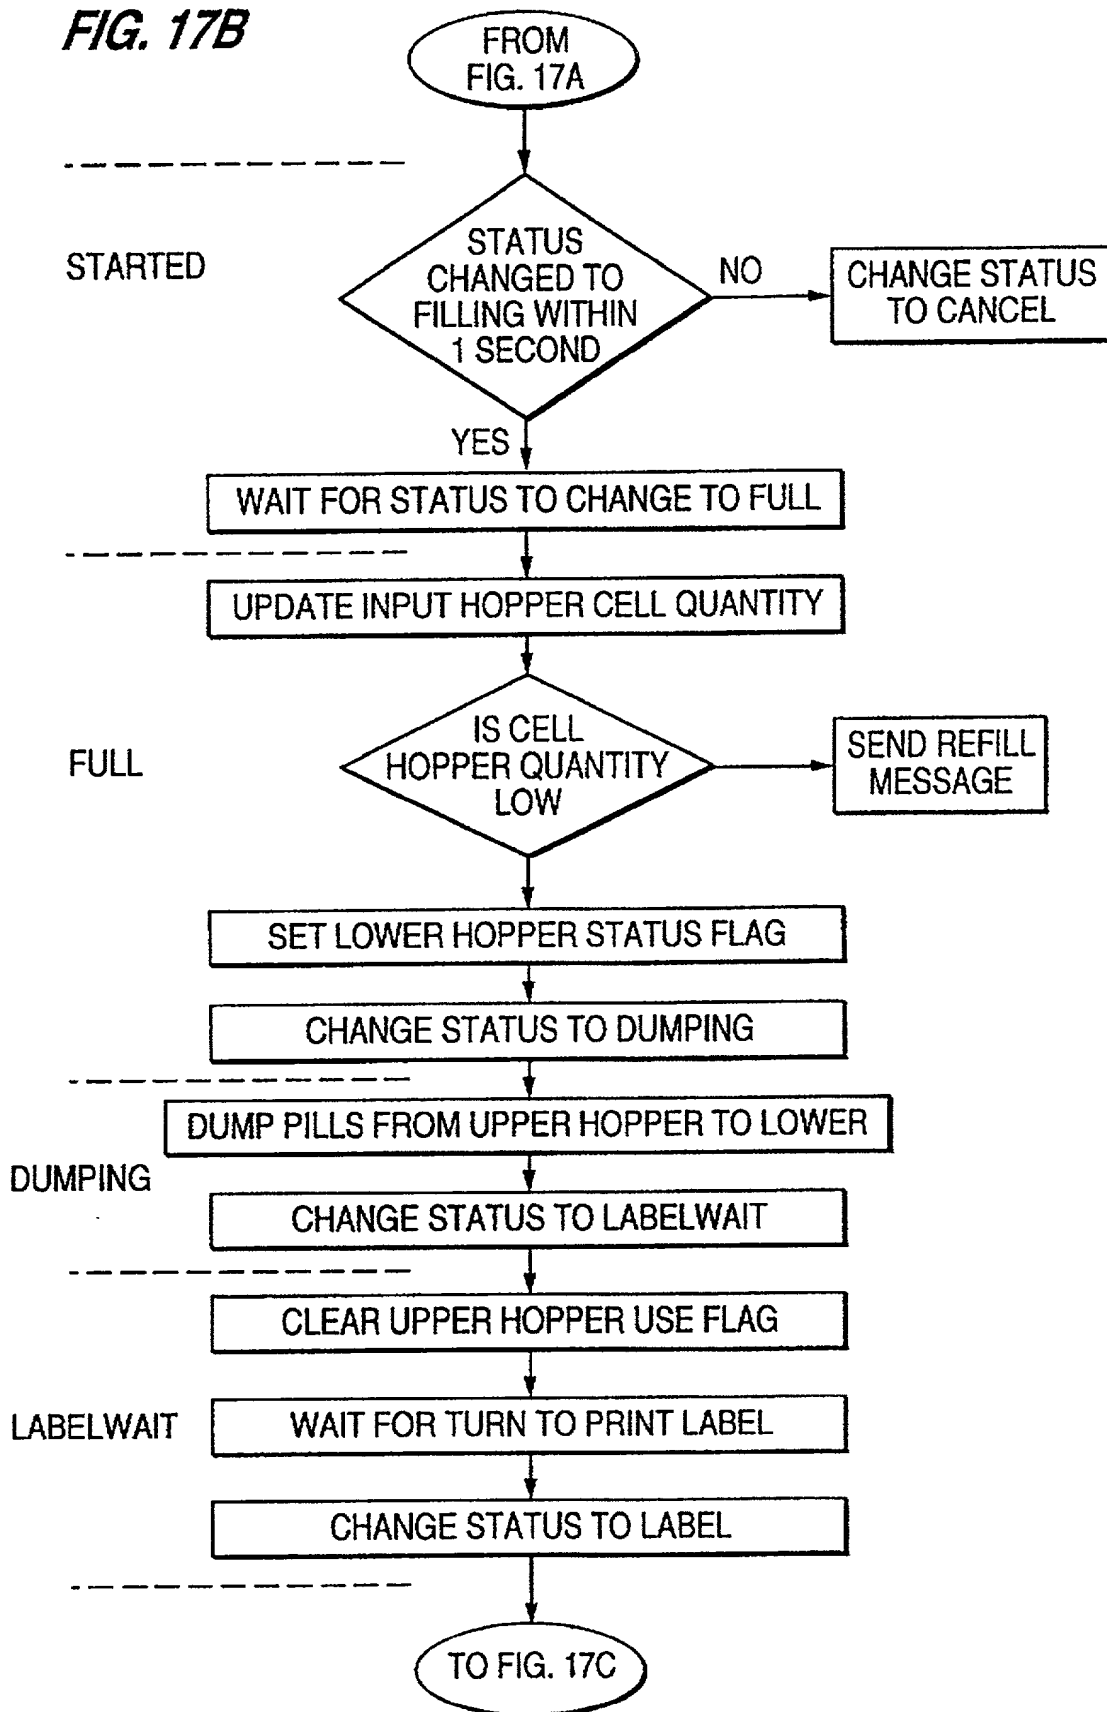 FIG. 17B
FROM
FIG. 17A
STARTED
STATUS
CHANGED TO
FILLING WITHIN
1 SECOND
NO
CHANGE STATUS
TO CANCEL
YES
WAIT FOR STATUS TO CHANGE TO FULL
UPDATE INPUT HOPPER CELL QUANTITY
FULL
IS CELL
HOPPER QUANTITY
LOW
SEND REFILL
MESSAGE
SET LOWER HOPPER STATUS FLAG
CHANGE STATUS TO DUMPING
DUMP PILLS FROM UPPER HOPPER TO LOWER
DUMPING
CHANGE STATUS TO LABELWAIT
CLEAR UPPER HOPPER USE FLAG
LABELWAIT
WAIT FOR TURN TO PRINT LABEL
CHANGE STATUS TO LABEL
TO FIG. 17C